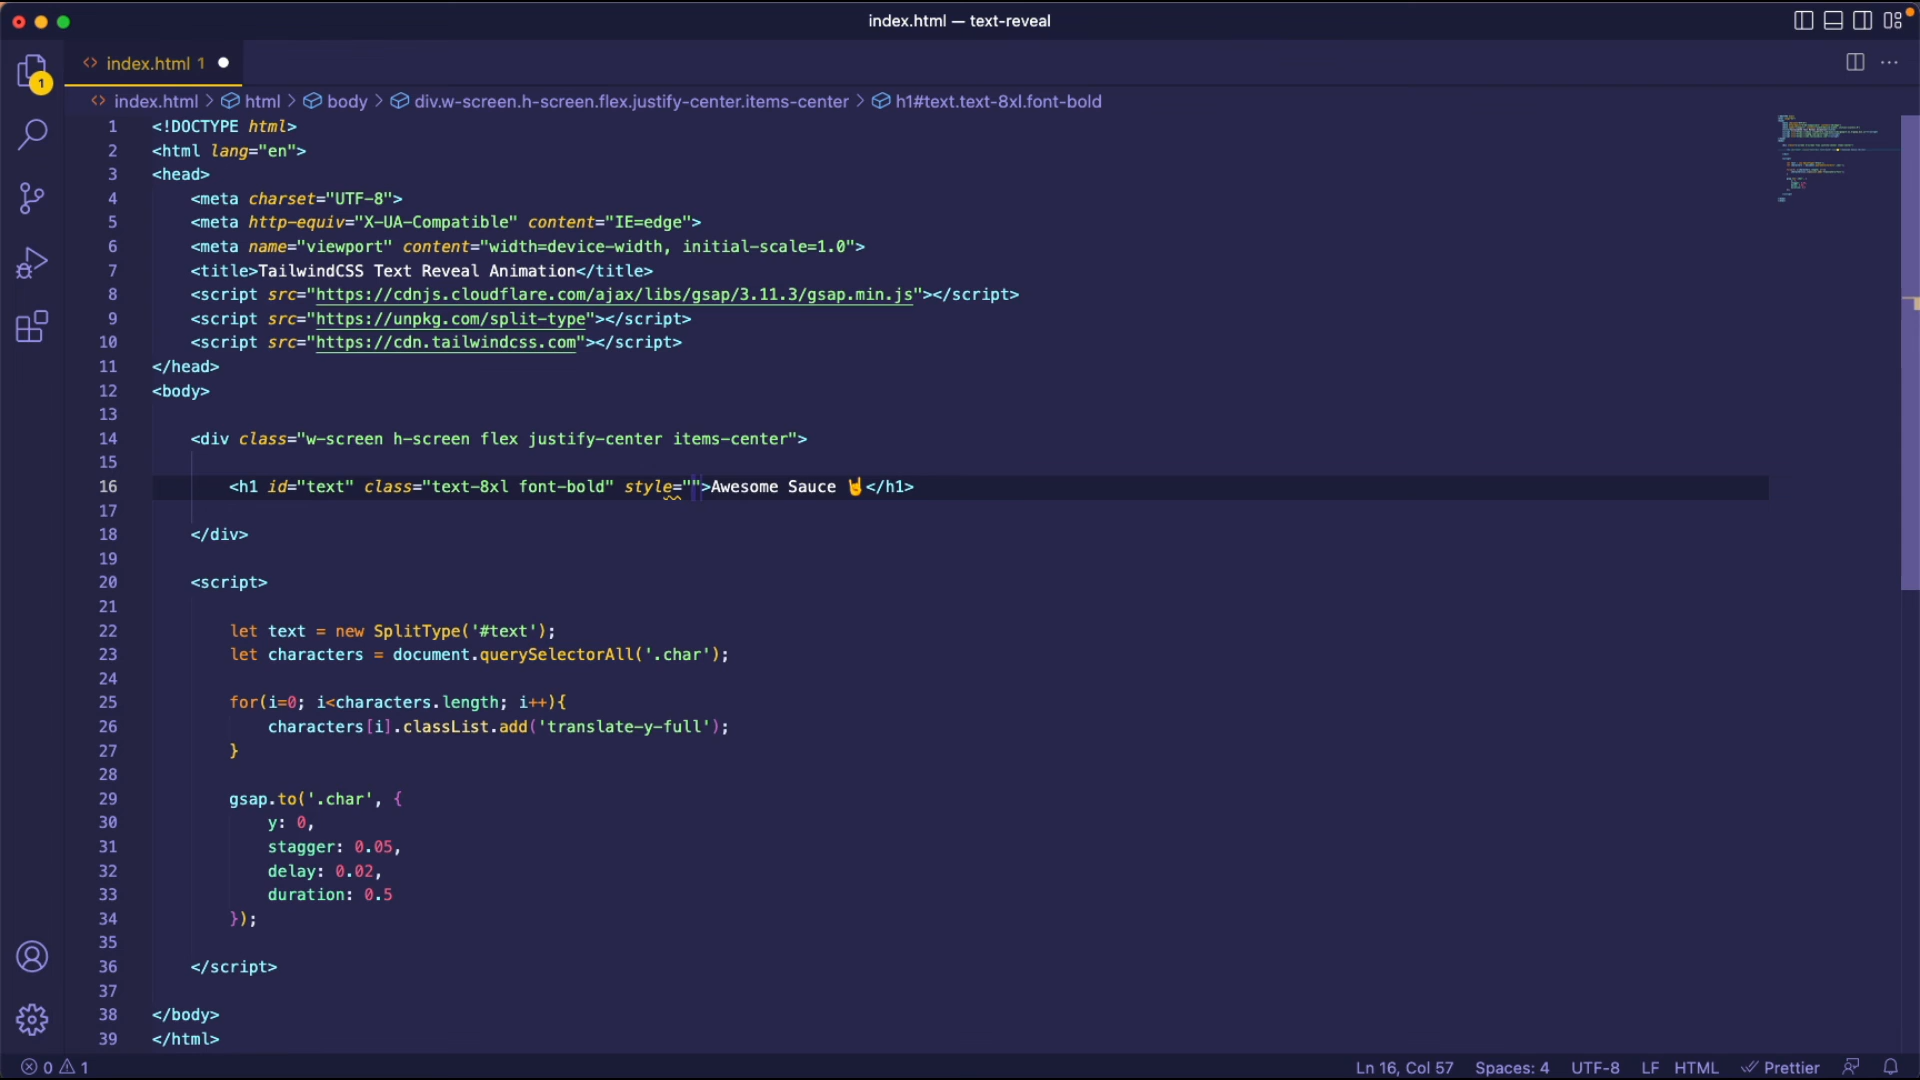 index.html — text-reveal
index.html 1
1
index.html > html > body > div.w-screen.h-screen.flex.justify-center.items-center > h1#text.text-8xl.font-bold
1 <!DOCTYPE html>
2 <html lang="en">
3 <head>
4     <meta charset="UTF-8">
5     <meta http-equiv="X-UA-Compatible" content="IE=edge">
6     <meta name="viewport" content="width=device-width, initial-scale=1.0">
7     <title>TailwindCSS Text Reveal Animation</title>
8     <script src="https://cdnjs.cloudflare.com/ajax/libs/gsap/3.11.3/gsap.min.js"></script>
9     <script src="https://unpkg.com/split-type"></script>
10     <script src="https://cdn.tailwindcss.com"></script>
11 </head>
12 <body>
13
14     <div class="w-screen h-screen flex justify-center items-center">
15
16         <h1 id="text" class="text-8xl font-bold" style="">Awesome Sauce 🤘</h1>
17
18     </div>
19
20     <script>
21
22         let text = new SplitType('#text');
23         let characters = document.querySelectorAll('.char');
24
25         for(i=0; i<characters.length; i++){
26             characters[i].classList.add('translate-y-full');
27         }
28
29         gsap.to('.char', {
30             y: 0,
31             stagger: 0.05,
32             delay: 0.02,
33             duration: 0.5
34         });
35
36     </script>
37
38 </body>
39 </html>
0 1 Ln 16, Col 57 Spaces: 4 UTF-8 LF HTML Prettier